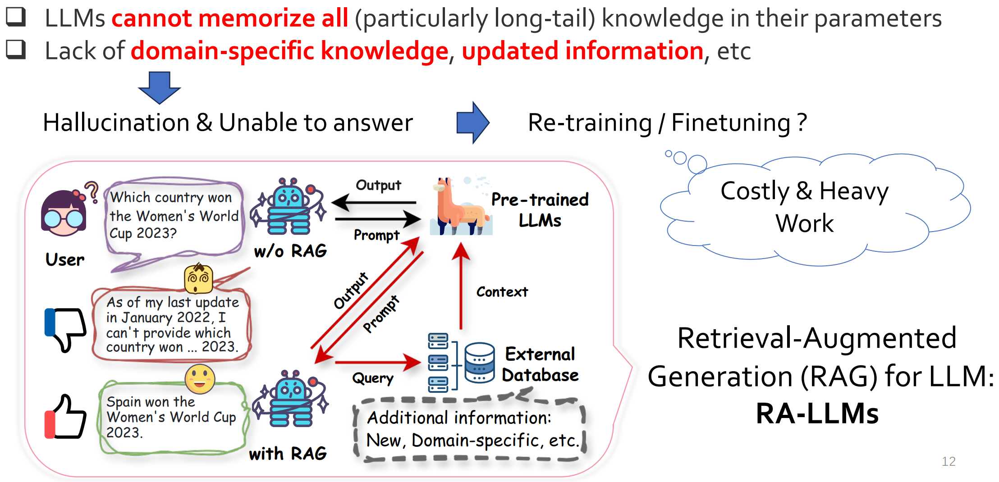 LLMs cannot memorize all (particularly long-tail) knowledge in their parameters
Lack of domain-specific knowledge, updated information, etc
Hallucination & Unable to answer
Re-training / Finetuning ?
Costly & Heavy
Work
User
Which country won
the Women's World
Cup 2023?
w/o RAG
Output
Prompt
Pre-trained
LLMs
As of my last update
in January 2022, I
can't provide which
country won ... 2023.
Output
Prompt
Context
Spain won the
Women's World Cup
2023.
with RAG
Query
External
Database
Additional information:
New, Domain-specific, etc.
Retrieval-Augmented
Generation (RAG) for LLM:
RA-LLMs
12